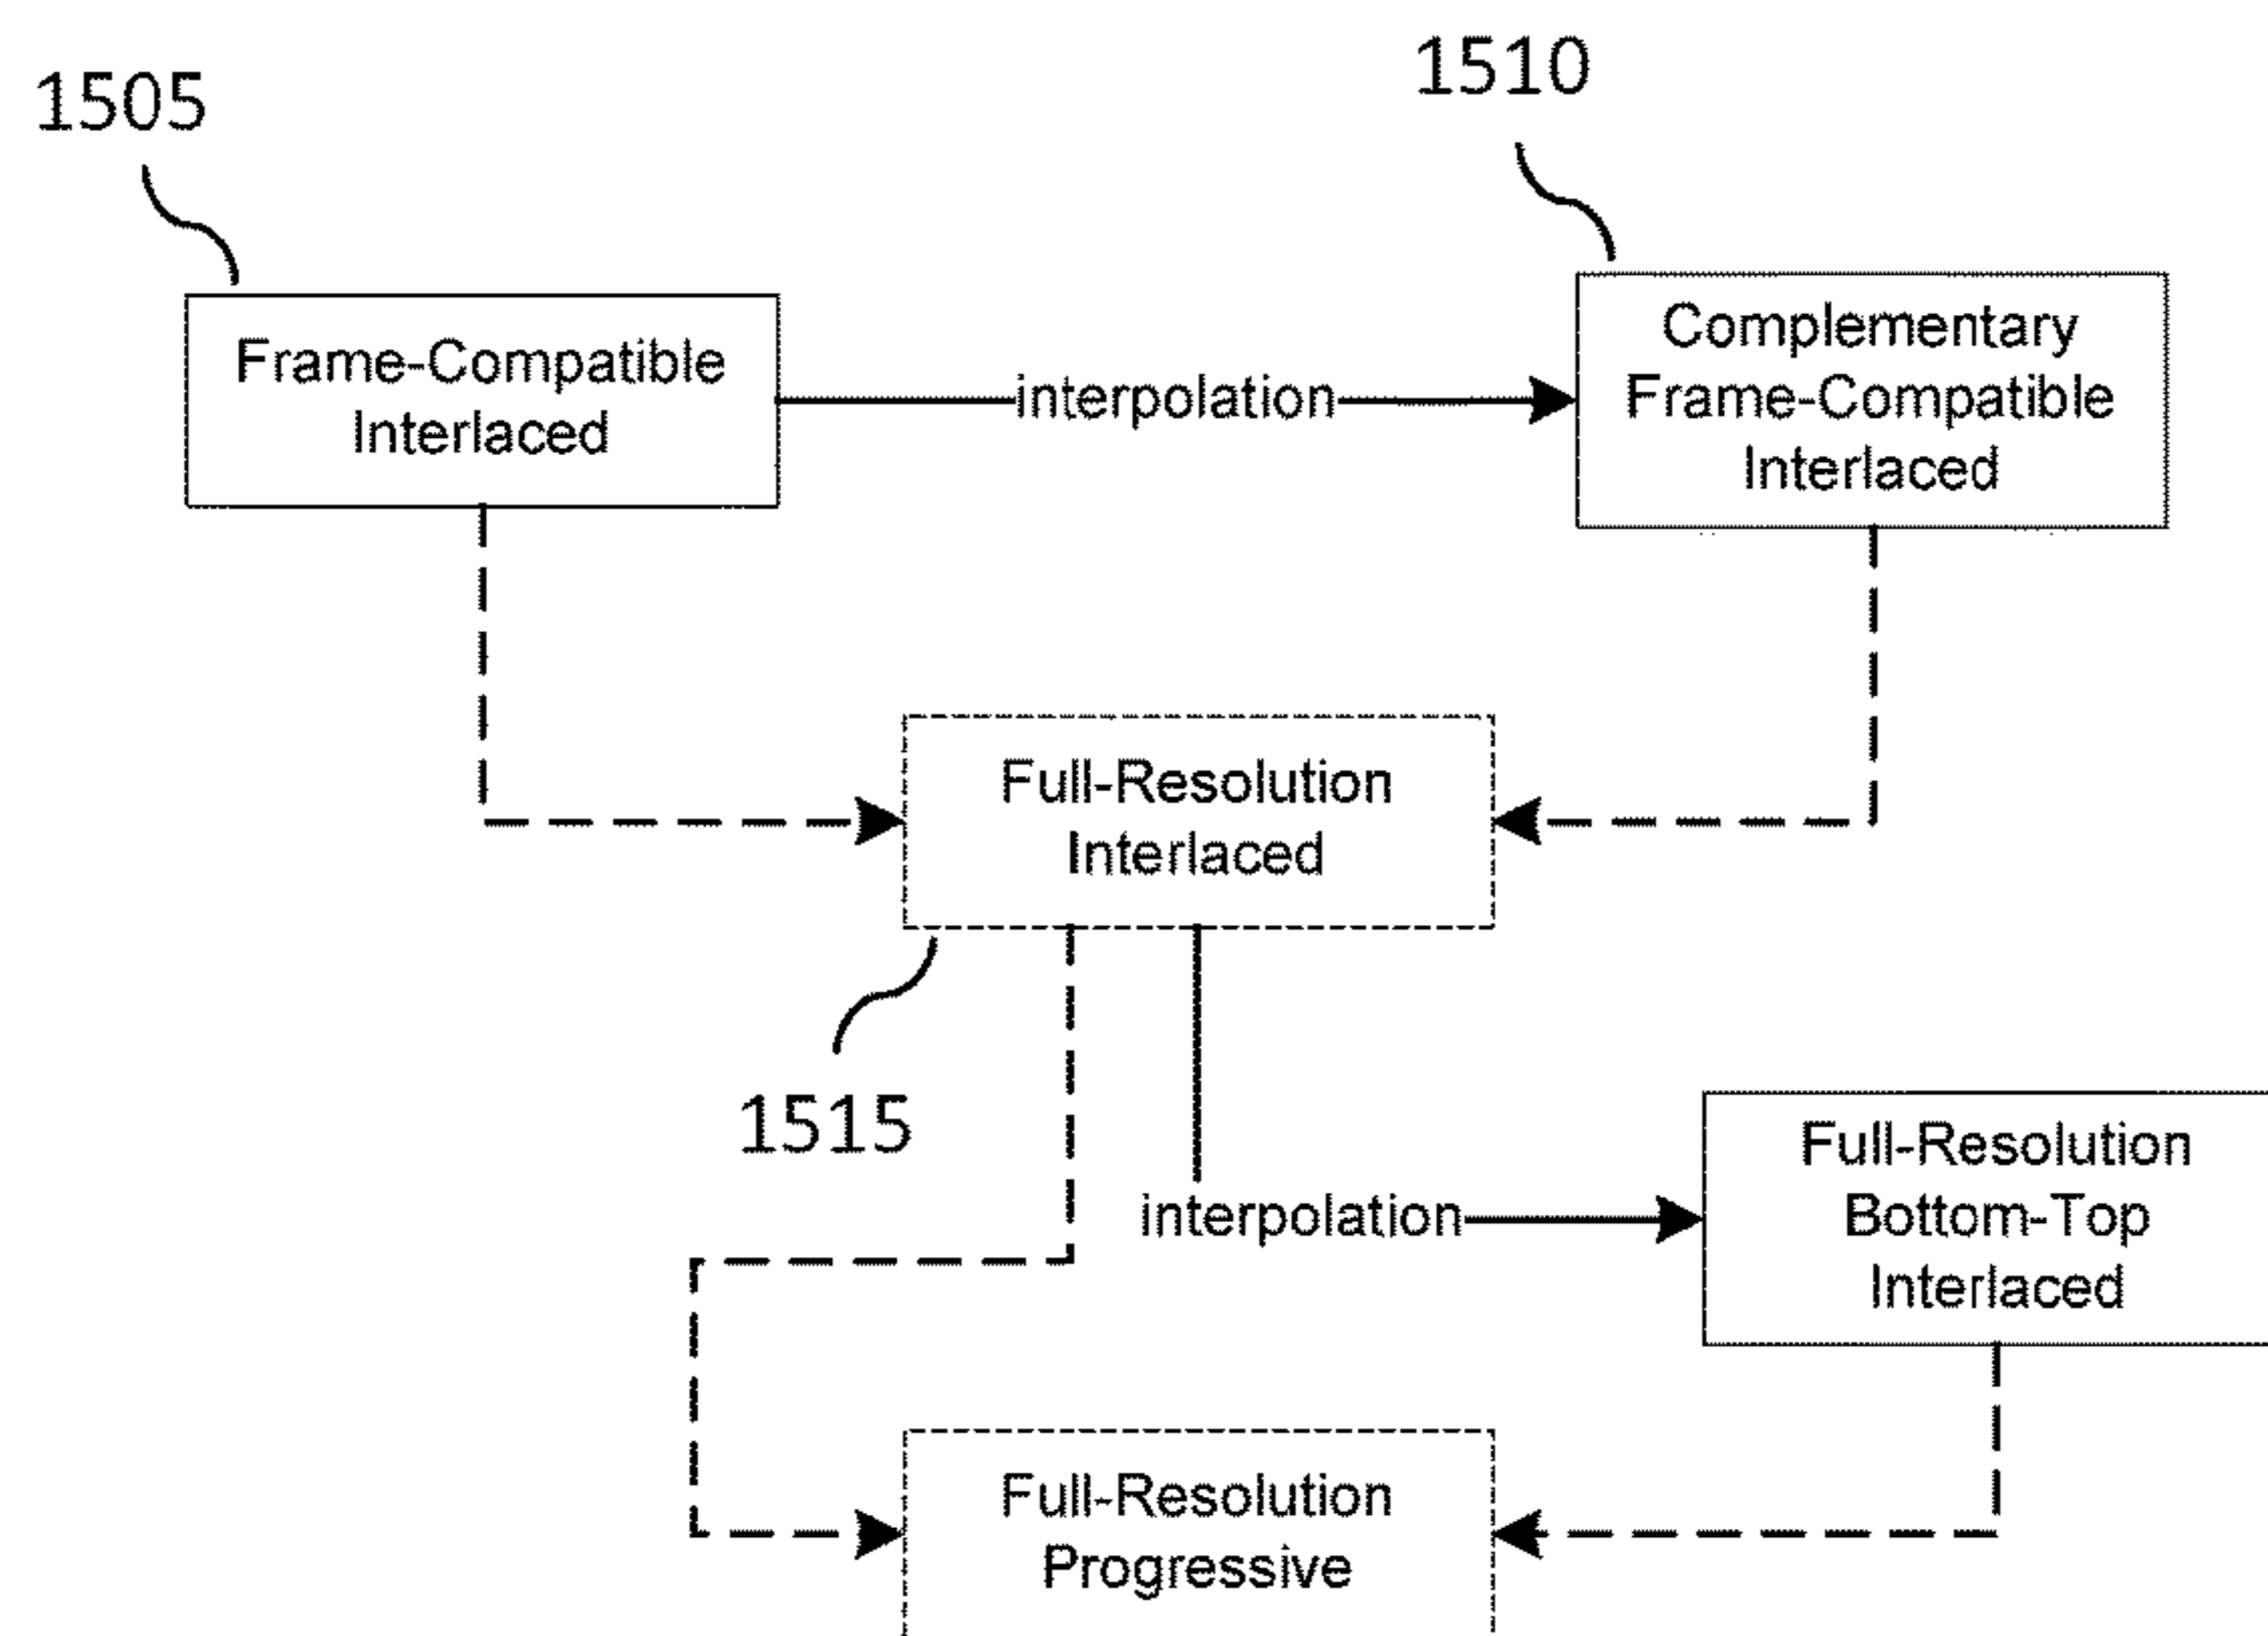 1505
1510
Frame-Compatible
Interlaced
interpolation
Complementary
Frame-Compatible
Interlaced
Full-Resolution
Interlaced
1515
interpolation
Full-Resolution
Bottom-Top
Interlaced
Full-Resolution
Progressive